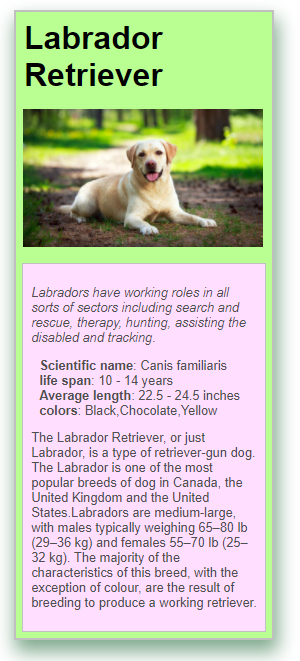 Labrador
Retriever
Labradors have working roles in all
sorts of sectors including search and
rescue, therapy, hunting, assisting the
disabled and tracking.
Scientific name: Canis familiaris
life span: 10 - 14 years
Average length: 22.5 - 24.5 inches
colors: Black,Chocolate,Yellow
The Labrador Retriever, or just
Labrador, is a type of retriever-gun dog.
The Labrador is one of the most
popular breeds of dog in Canada, the
United Kingdom and the United
States.Labradors are medium-large,
with males typically weighing 65–80 lb
(29–36 kg) and females 55–70 lb (25–
32 kg). The majority of the
characteristics of this breed, with the
exception of colour, are the result of
breeding to produce a working retriever.